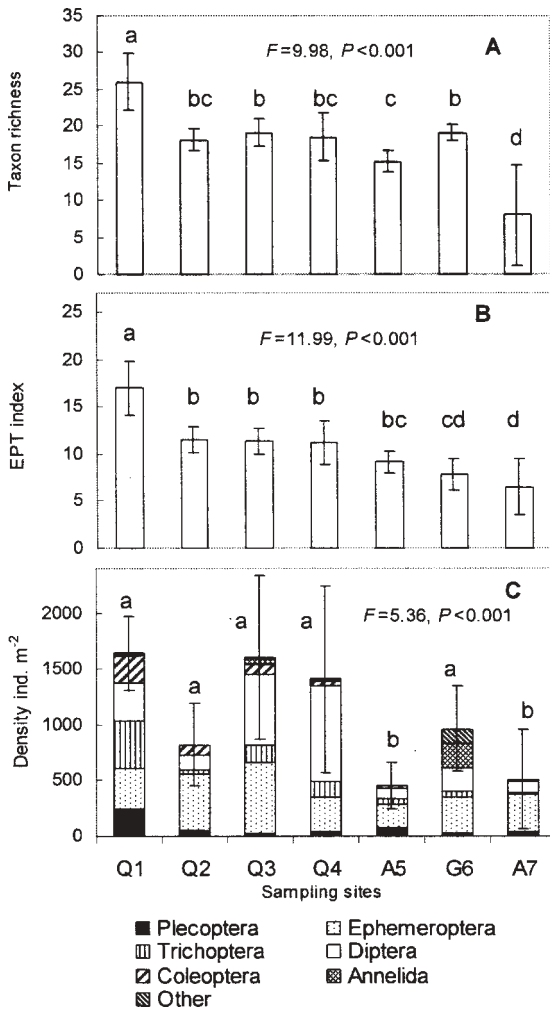 35
30
25
20
15
10
5
0
Taxon richness
A
F=9.98, P<0.001
a bc b bc c b d
25
20
15
10
5
0
EPT index
B
F=11.99, P<0.001
a b b b bc cd d
2000
1500
1000
500
0
Density ind. m-2
C
F=5.36, P<0.001
a a a a b a b
Q1 Q2 Q3 Q4 A5 G6 A7
Sampling sites
Plecoptera Ephemeroptera
Trichoptera Diptera
Coleoptera Annelida
Other